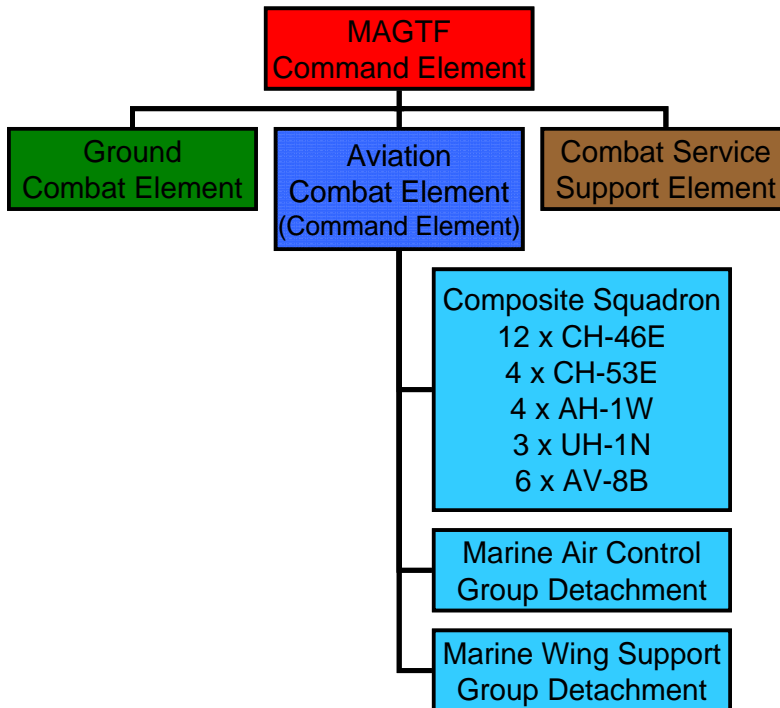 MAGTF
Command Element
Ground
Combat Element
Aviation
Combat Element
(Command Element)
Combat Service
Support Element
Composite Squadron
12 x CH-46E
4 x CH-53E
4 x AH-1W
3 x UH-1N
6 x AV-8B
Marine Air Control
Group Detachment
Marine Wing Support
Group Detachment